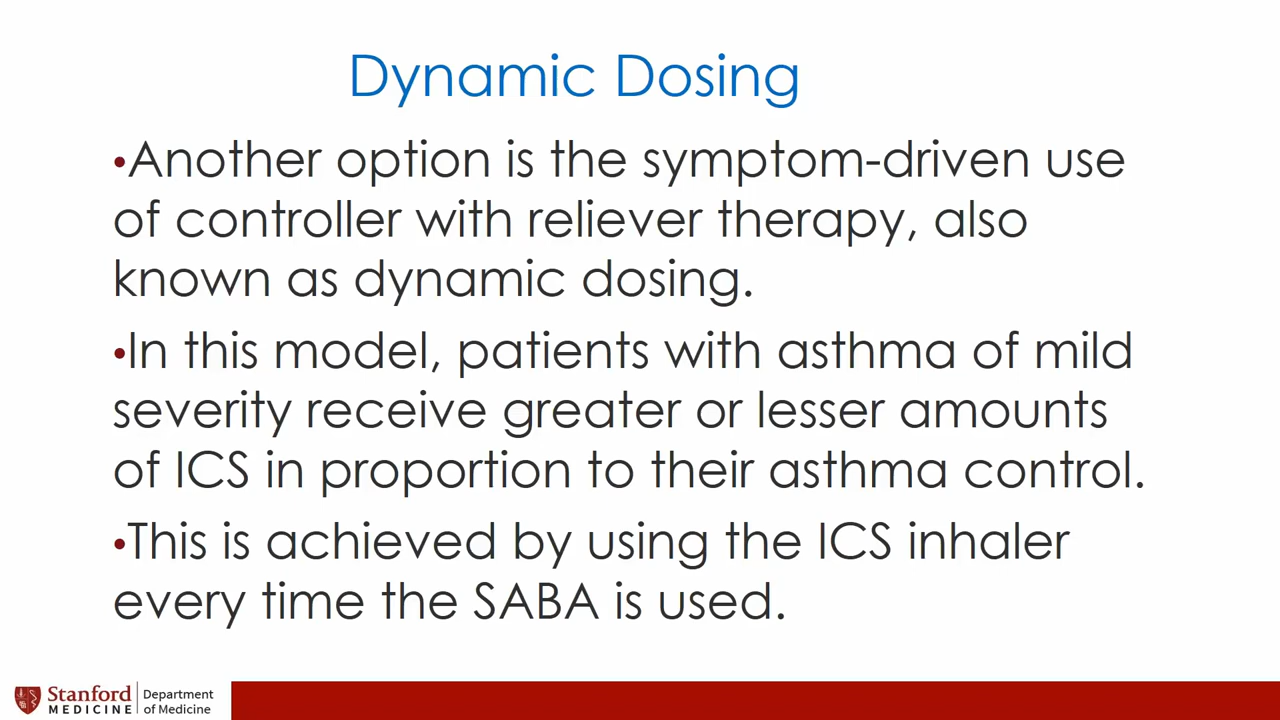 Dynamic Dosing
•Another option is the symptom-driven use
of controller with reliever therapy, also
known as dynamic dosing.
•In this model, patients with asthma of mild
severity receive greater or lesser amounts
of ICS in proportion to their asthma control.
•This is achieved by using the ICS inhaler
every time the SABA is used.
Stanford
MEDICINE
Department
of Medicine